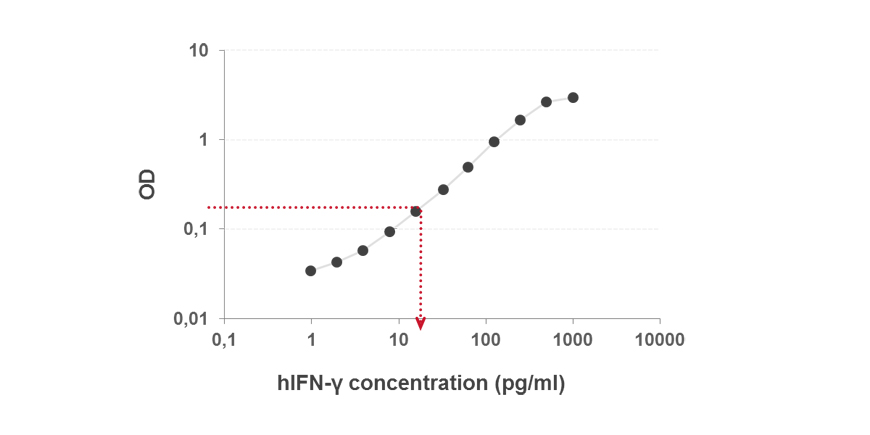 10
1
OD
0,1
0,01
0,1 1 10 100 1000 10000
hIFN-γ concentration (pg/ml)